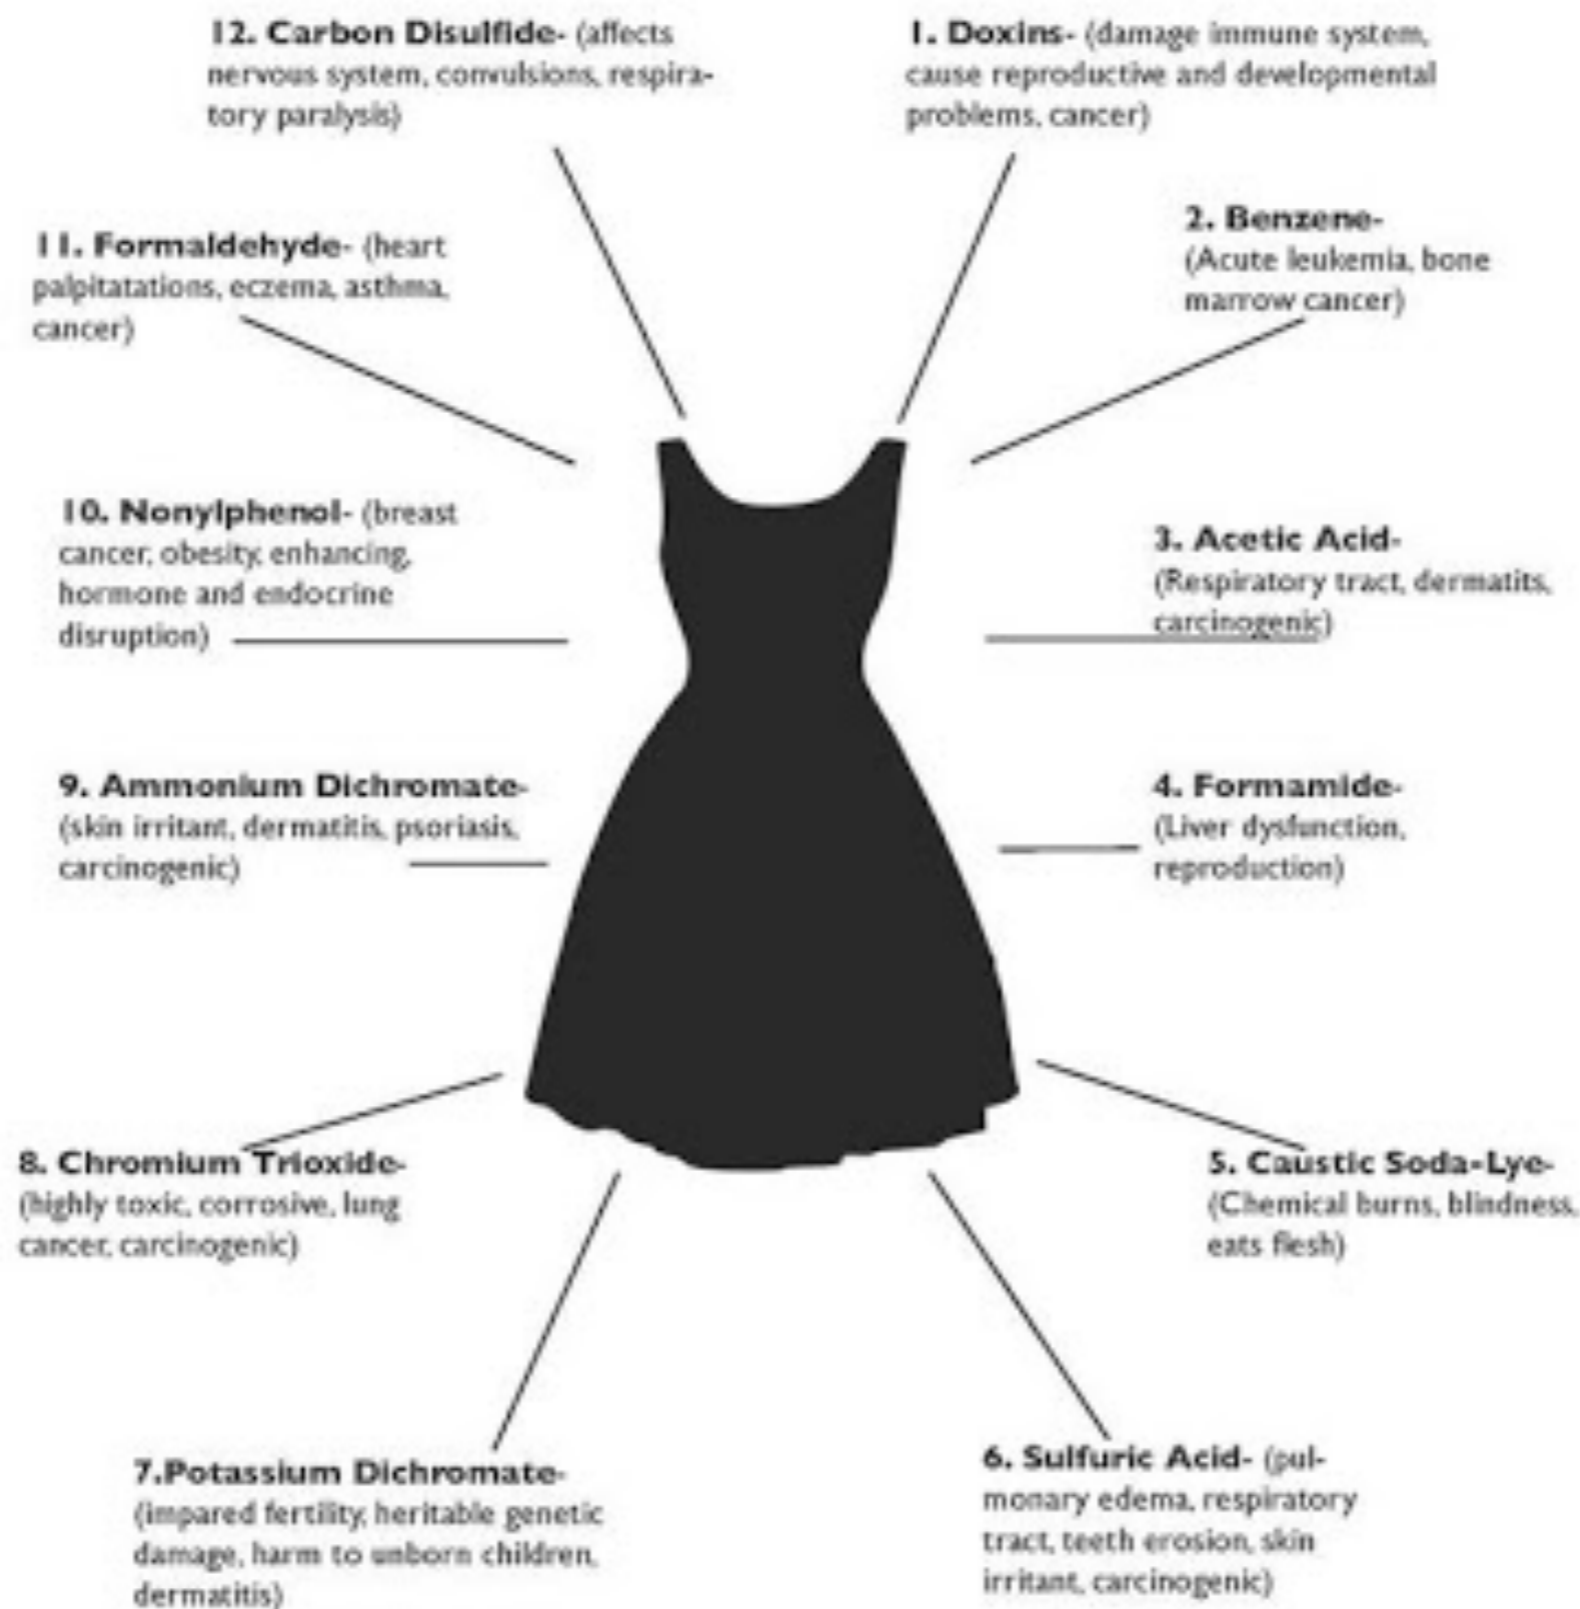 12. Carbon Disulfide- (affects
nervous system, convulsions, respira-
tory paralysis)
1. Doxins- (damage immune system,
cause reproductive and developmental
problems, cancer)
2. Benzene-
(Acute leukemia, bone
marrow cancer)
11. Formaldehyde- (heart
palpitatations, eczema, asthma,
cancer)
10. Nonylphenol- (breast
cancer, obesity, enhancing,
hormone and endocrine
disruption)
3. Acetic Acid-
(Respiratory tract, dermatits,
carcinogenic)
9. Ammonium Dichromate-
(skin irritant, dermatitis, psoriasis,
carcinogenic)
4. Formamide-
(Liver dysfunction,
reproduction)
8. Chromium Trioxide-
(highly toxic, corrosive, lung
cancer, carcinogenic)
5. Caustic Soda-Lye-
(Chemical burns, blindness,
eats flesh)
7.Potassium Dichromate-
(impared fertility, heritable genetic
damage, harm to unborn children,
dermatitis)
6. Sulfuric Acid- (pul-
monary edema, respiratory
tract, teeth erosion, skin
irritant, carcinogenic)